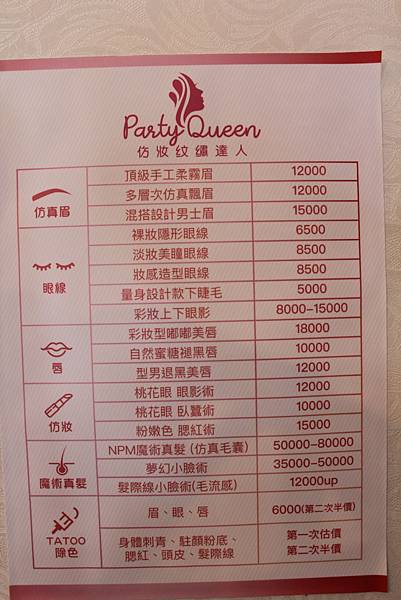 Party Queen
仿妝纹繡達人
仿真眉
頂級手工柔霧眉 12000
多層次仿真飄眉 12000
混搭設計男士眉 15000
眼線
裸妝隱形眼線 6500
淡妝美瞳眼線 8500
妝感造型眼線 8500
量身設計款下睫毛 5000
彩妝上下眼影 8000-15000
唇
彩妝型嘟嘟美唇 18000
自然蜜糖褪黑唇 10000
型男退黑美唇 12000
仿妝
桃花眼 眼影術 12000
桃花眼 臥蠶術 10000
粉嫩色 腮紅術 15000
魔術真髮
NPM魔術真髮(仿真毛囊) 50000-80000
夢幻小臉術 35000-50000
髮際線小臉術(毛流感) 12000up
TATOO
除色
眉、眼、唇 6000(第二次半價)
身體刺青、駐顏粉底、
腮紅、頭皮、髮際線
第一次估價
第二次半價